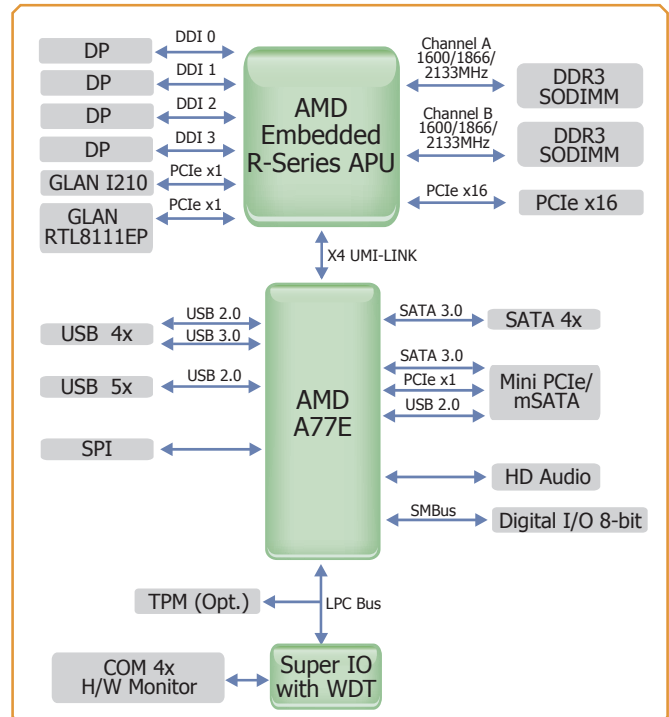 DP
DDI 0
DP
DDI 1
DP
DDI 2
DP
DDI 3
GLAN I210
PCIe x1
GLAN
RTL8111EP
PCIe x1
AMD
Embedded
R-Series APU
Channel A
1600/1866/
2133MHz
DDR3
SODIMM
Channel B
1600/1866/
2133MHz
DDR3
SODIMM
PCIe x16
PCIe x16
X4 UMI-LINK
USB 4x
USB 2.0
USB 3.0
USB 5x
USB 2.0
SPI
AMD
A77E
SATA 3.0
SATA 4x
SATA 3.0
PCIe x1
USB 2.0
Mini PCIe/
mSATA
HD Audio
SMBus
Digital I/O 8-bit
TPM (Opt.)
LPC Bus
COM 4x
H/W Monitor
Super IO
with WDT